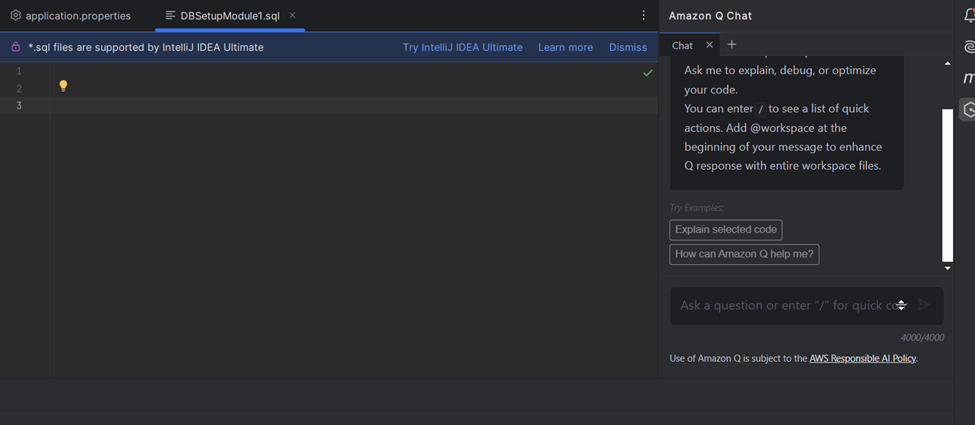 application.properties
DBSetupModule1.sql
*.sql files are supported by IntelliJ IDEA Ultimate
Try IntelliJ IDEA Ultimate
Learn more
Dismiss
1
2
3
Amazon Q Chat
Chat
Ask me to explain, debug, or optimize
your code.
You can enter / to see a list of quick
actions. Add @workspace at the
beginning of your message to enhance
Q response with entire workspace files.
Try Examples:
Explain selected code
How can Amazon Q help me?
Ask a question or enter "/" for quick
4000/4000
Use of Amazon Q is subject to the AWS Responsible AI Policy.